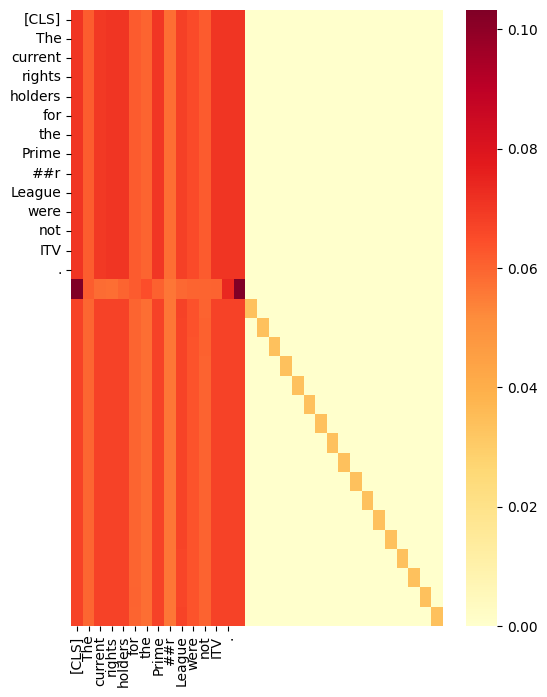 [CLS]
The
current
rights
holders
for
the
Prime
##r
League
were
not
ITV
.
0.10
0.08
0.06
0.04
0.02
0.00
[CLS]
The
current
rights
holders
for
the
Prime
##r
League
were
not
ITV
.